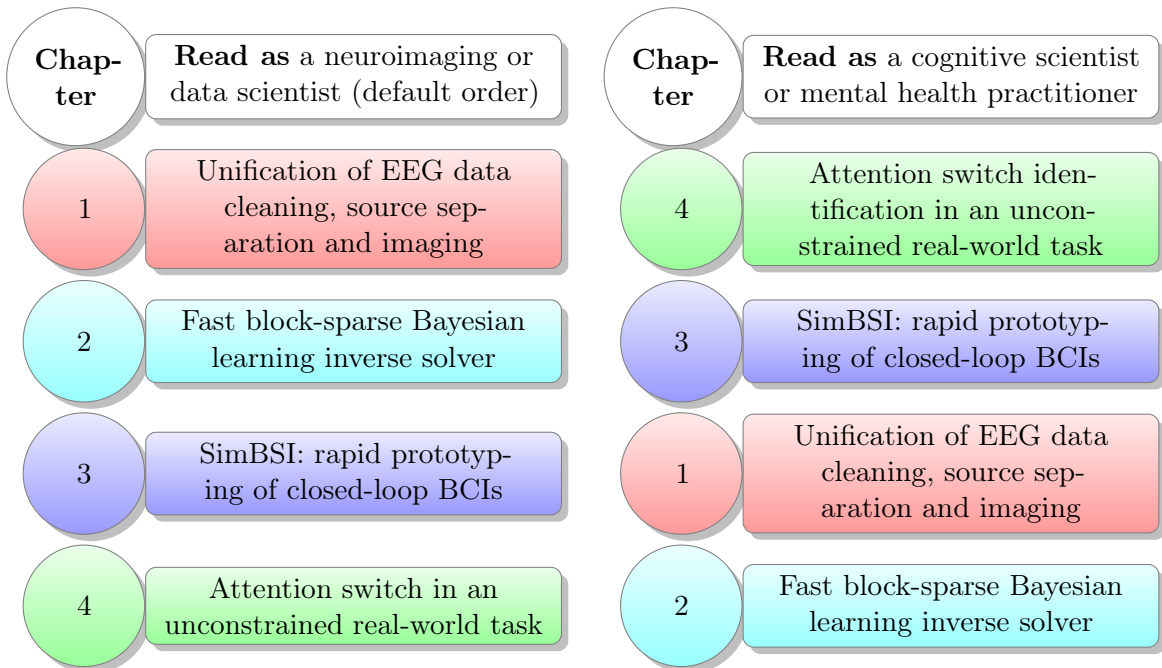 Chap-
ter
Read as a neuroimaging or
data scientist (default order)
1
Unification of EEG data
cleaning, source sep-
aration and imaging
2
Fast block-sparse Bayesian
learning inverse solver
3
SimBSI: rapid prototyp-
ing of closed-loop BCIs
4
Attention switch in an
unconstrained real-world task
Chap-
ter
Read as a cognitive scientist
or mental health practitioner
4
Attention switch iden-
tification in an uncon-
strained real-world task
3
SimBSI: rapid prototyp-
ing of closed-loop BCIs
1
Unification of EEG data
cleaning, source sep-
aration and imaging
2
Fast block-sparse Bayesian
learning inverse solver